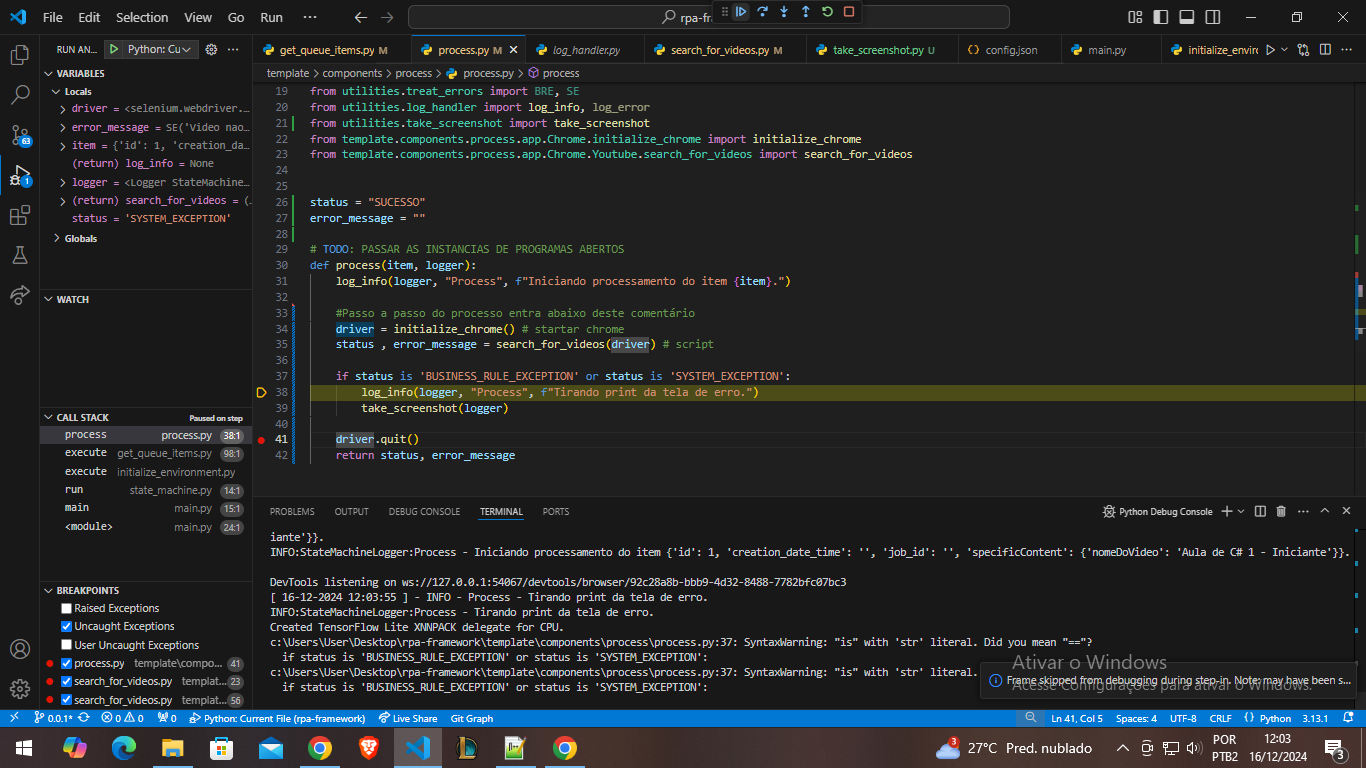 File Edit Selection View Go Run ··· rpa-fr
RUN AN... Python: Cu ···
get_queue_items.py M process.py M log_handler.py search_for_videos.py M take_screenshot.py U config.json main.py initialize_envir ···
template > components > process > process.py > process
VARIABLES
Locals
driver = <selenium.webdriver....
error_message = SE('Video nao...
item = {'id': 1, 'creation_da...
(return) log_info = None
logger = <Logger StateMachine...
(return) search_for_videos = (...
status = 'SYSTEM_EXCEPTION'
Globals
WATCH
CALL STACK Paused on step
process process.py 38:1
execute get_queue_items.py 98:1
execute initialize_environment.py
run state_machine.py 14:1
main main.py 15:1
<module> main.py 24:1
BREAKPOINTS
Raised Exceptions
Uncaught Exceptions
User Uncaught Exceptions
process.py template\compo... 41
search_for_videos.py templat... 23
search_for_videos.py templat... 56
63
1
19 from utilities.treat_errors import BRE, SE
20 from utilities.log_handler import log_info, log_error
21 from utilities.take_screenshot import take_screenshot
22 from template.components.process.app.Chrome.initialize_chrome import initialize_chrome
23 from template.components.process.app.Chrome.Youtube.search_for_videos import search_for_videos
24
25
26 status = "SUCESSO"
27 error_message = ""
28
29 # TODO: PASSAR AS INSTANCIAS DE PROGRAMAS ABERTOS
30 def process(item, logger):
31 log_info(logger, "Process", f"Iniciando processamento do item {item}.")
32
33 #Passo a passo do processo entra abaixo deste comentário
34 driver = initialize_chrome() # startar chrome
35 status , error_message = search_for_videos(driver) # script
36
37 if status is 'BUSINESS_RULE_EXCEPTION' or status is 'SYSTEM_EXCEPTION':
38 log_info(logger, "Process", f"Tirando print da tela de erro.")
39 take_screenshot(logger)
40
41 driver.quit()
42 return status, error_message
PROBLEMS OUTPUT DEBUG CONSOLE TERMINAL PORTS Python Debug Console ···
iante'}}.
INFO:StateMachineLogger:Process - Iniciando processamento do item {'id': 1, 'creation_date_time': '', 'job_id': '', 'specificContent': {'nomeDoVideo': 'Aula de C# 1 - Iniciante'}}.
DevTools listening on ws://127.0.0.1:54067/devtools/browser/92c28a8b-bbb9-4d32-8488-7782bfc07bc3
[ 16-12-2024 12:03:55 ] - INFO - Process - Tirando print da tela de erro.
INFO:StateMachineLogger:Process - Tirando print da tela de erro.
Created TensorFlow Lite XNNPACK delegate for CPU.
c:\Users\User\Desktop\rpa-framework\template\components\process\process.py:37: SyntaxWarning: "is" with 'str' literal. Did you mean "=="?
if status is 'BUSINESS_RULE_EXCEPTION' or status is 'SYSTEM_EXCEPTION':
c:\Users\User\Desktop\rpa-framework\template\components\process\process.py:37: SyntaxWarning: "is" with 'str' literal.
if status is 'BUSINESS_RULE_EXCEPTION' or status is 'SYSTEM_EXCEPTION':
Ativar o Windows
Acesse Configurações para ativar o Windows.
Frame skipped from debugging during step-in. Note: may have been s...
0.0.1* 0 0 0 Python: Current File (rpa-framework) Live Share Git Graph Ln 41, Col 5 Spaces: 4 UTF-8 CRLF Python 3.13.1
3 27°C Pred. nublado POR 12:03
PTB2 16/12/2024 3